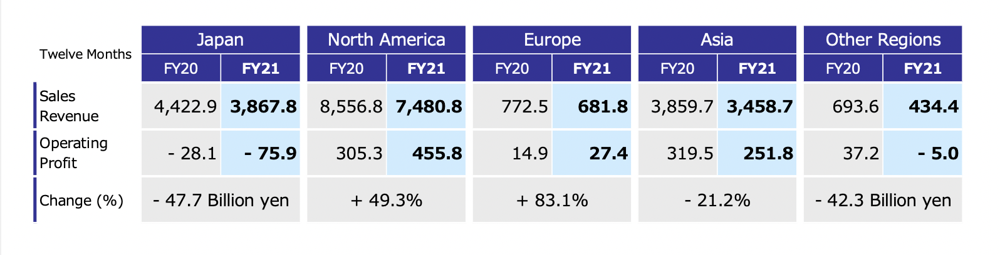 Japan North America Europe Asia Other Regions
Twelve Months
FY20 FY21 FY20 FY21 FY20 FY21 FY20 FY21 FY20 FY21
Sales
Revenue
4,422.9 3,867.8 8,556.8 7,480.8 772.5 681.8 3,859.7 3,458.7 693.6 434.4
Operating
Profit
- 28.1 - 75.9 305.3 455.8 14.9 27.4 319.5 251.8 37.2 - 5.0
Change (%) - 47.7 Billion yen + 49.3% + 83.1% - 21.2% - 42.3 Billion yen